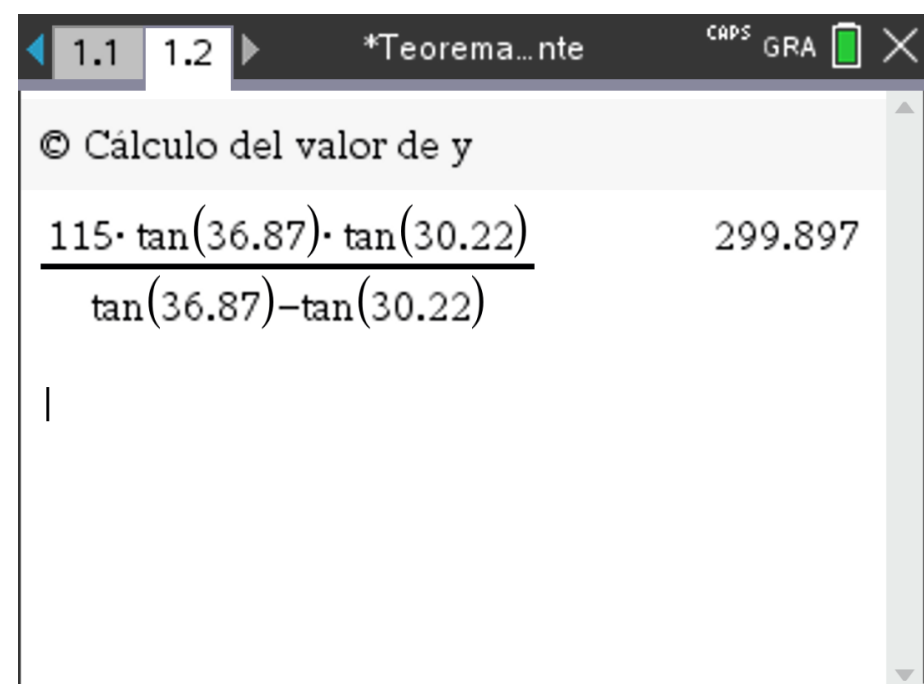 1.1 1.2 *Teorema...nte CAPS GRA
© Cálculo del valor de y
115· tan(36.87)· tan(30.22) 299.897
tan(36.87)–tan(30.22)